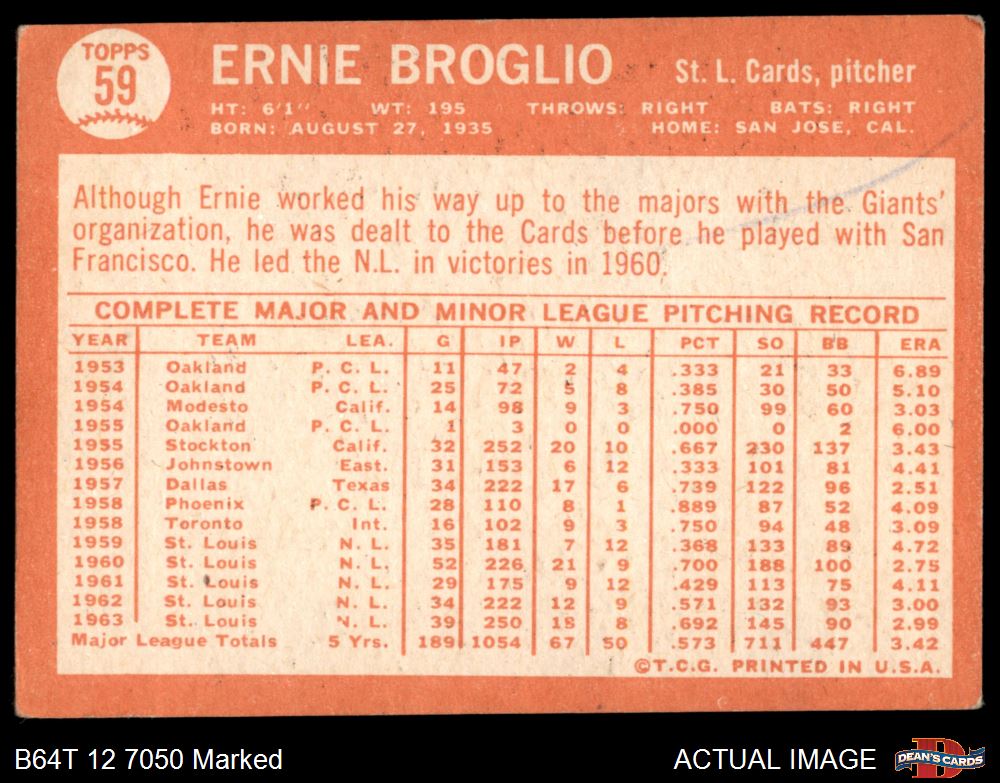 TOPPS
59
ERNIE BROGLIO St. L. Cards, pitcher
HT: 6'1" WT: 195 THROWS: RIGHT BATS: RIGHT
BORN: AUGUST 27, 1935 HOME: SAN JOSE, CAL.
Although Ernie worked his way up to the majors with the Giants'
organization, he was dealt to the Cards before he played with San
Francisco. He led the N.L. in victories in 1960.
COMPLETE MAJOR AND MINOR LEAGUE PITCHING RECORD
YEAR TEAM LEA. G IP W L PCT SO BB ERA
1953 Oakland P. C. L. 11 47 2 4 .333 21 33 6.89
1954 Oakland P. C. L. 25 72 5 8 .385 30 50 5.10
1954 Modesto Calif. 14 98 9 3 .750 99 60 3.03
1955 Oakland P. C. L. 1 3 0 0 .000 0 2 6.00
1955 Stockton Calif. 32 252 20 10 .667 230 137 3.43
1956 Johnstown East. 31 153 6 12 .333 101 81 4.41
1957 Dallas Texas 34 222 17 6 .739 122 96 2.51
1958 Phoenix P. C. L. 28 110 8 1 .889 87 52 4.09
1958 Toronto Int. 16 102 9 3 .750 94 48 3.09
1959 St. Louis N. L. 35 181 7 12 .368 133 89 4.72
1960 St. Louis N. L. 52 226 21 9 .700 188 100 2.75
1961 St. Louis N. L. 29 175 9 12 .429 113 75 4.11
1962 St. Louis N. L. 34 222 12 9 .571 132 93 3.00
1963 St. Louis N. L. 39 250 18 8 .692 145 90 2.99
Major League Totals 5 Yrs. 189 1054 67 50 .573 711 447 3.42
©T.C.G. PRINTED IN U.S.A.
B64T 12 7050 Marked ACTUAL IMAGE DEAN'S CARDS